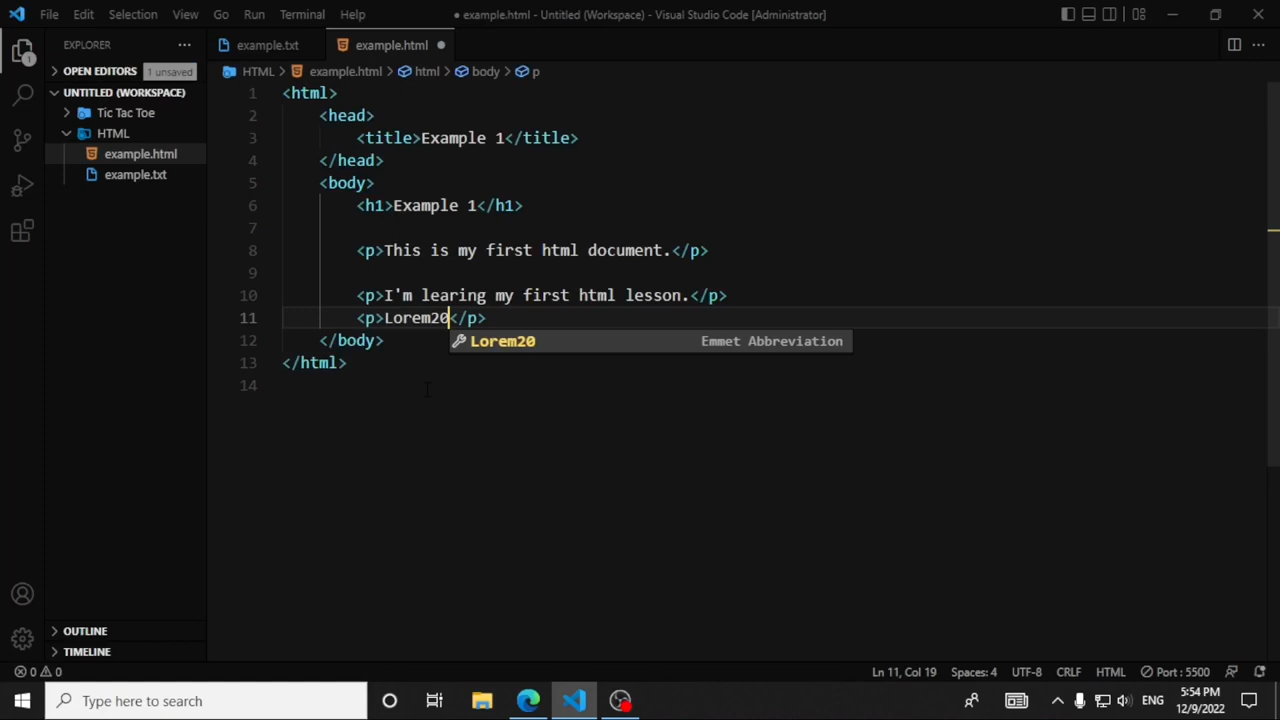 File Edit Selection View Go Run Terminal Help
● example.html - Untitled (Workspace) - Visual Studio Code [Administrator]
EXPLORER
example.txt
example.html
OPEN EDITORS 1 unsaved
HTML > example.html > html > body > p
UNTITLED (WORKSPACE)
Tic Tac Toe
HTML
example.html
example.txt
1 <html>
2 <head>
3 <title>Example 1</title>
4 </head>
5 <body>
6 <h1>Example 1</h1>
7
8 <p>This is my first html document.</p>
9
10 <p>I'm learing my first html lesson.</p>
11 <p>Lorem20</p>
12 </body>
Lorem20 Emmet Abbreviation
13 </html>
14
OUTLINE
TIMELINE
0 0
Ln 11, Col 19 Spaces: 4 UTF-8 CRLF HTML Port : 5500
1
Type here to search
ENG
5:54 PM
12/9/2022